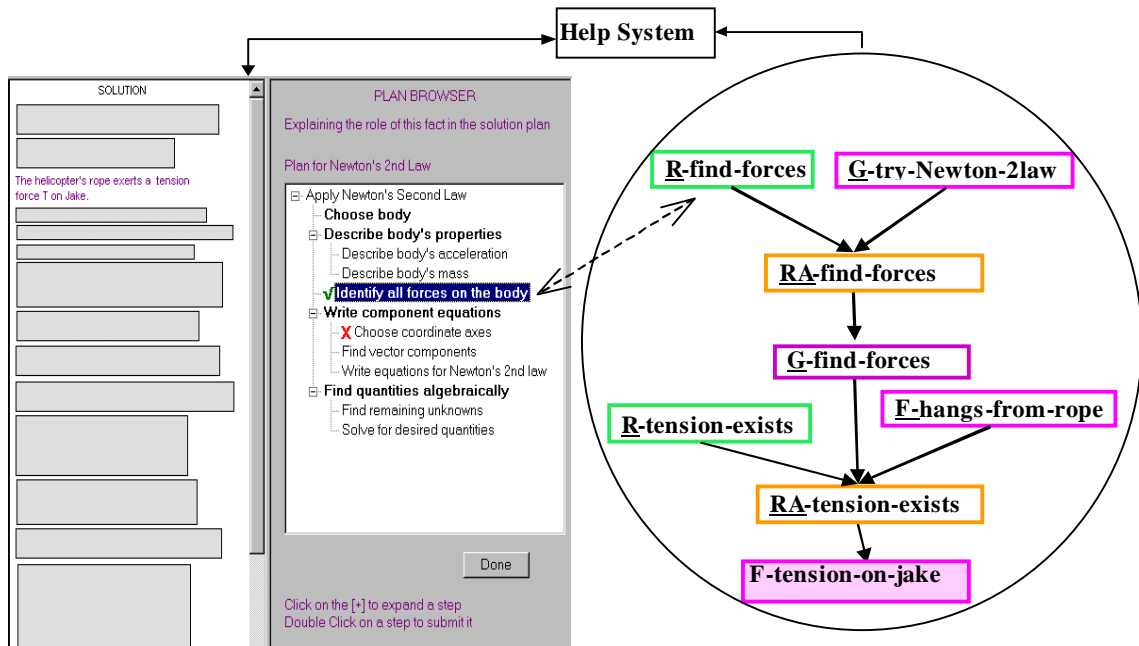 Help System
SOLUTION
The helicopter's rope exerts a tension
force T on Jake.
PLAN BROWSER
Explaining the role of this fact in the solution plan
Plan for Newton's 2nd Law
Apply Newton's Second Law
Choose body
Describe body's properties
Describe body's acceleration
Describe body's mass
Identify all forces on the body
Write component equations
X Choose coordinate axes
Find vector components
Write equations for Newton's 2nd law
Find quantities algebraically
Find remaining unknowns
Solve for desired quantities
Done
Click on the [+] to expand a step
Double Click on a step to submit it
R-find-forces
G-try-Newton-2law
RA-find-forces
G-find-forces
F-hangs-from-rope
R-tension-exists
RA-tension-exists
F-tension-on-jake